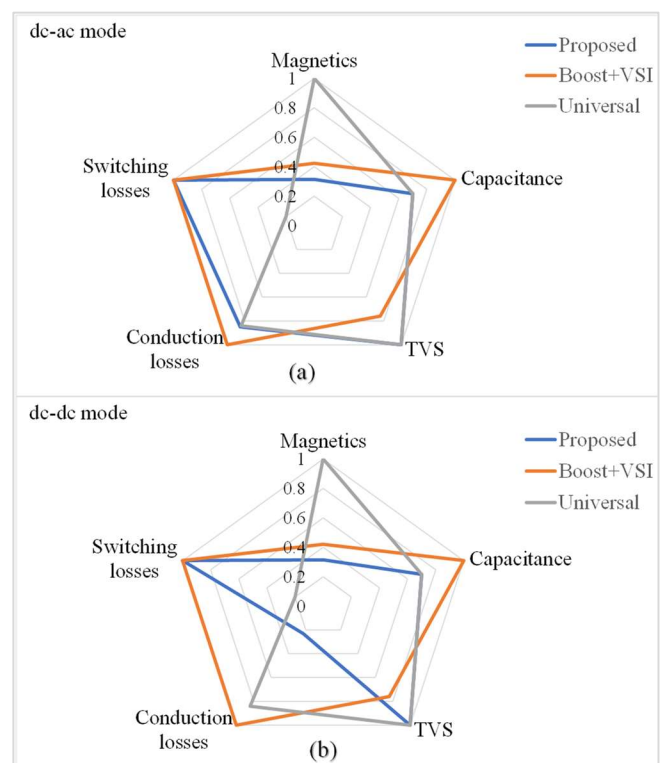 dc-ac mode
Proposed
Boost+VSI
Universal
Magnetics
1
0.8
0.6
0.4
0.2
0
Switching
losses
Capacitance
Conduction
losses
TVS
(a)
dc-dc mode
Proposed
Boost+VSI
Universal
Magnetics
1
0.8
0.6
0.4
0.2
0
Switching
losses
Capacitance
Conduction
losses
TVS
(b)